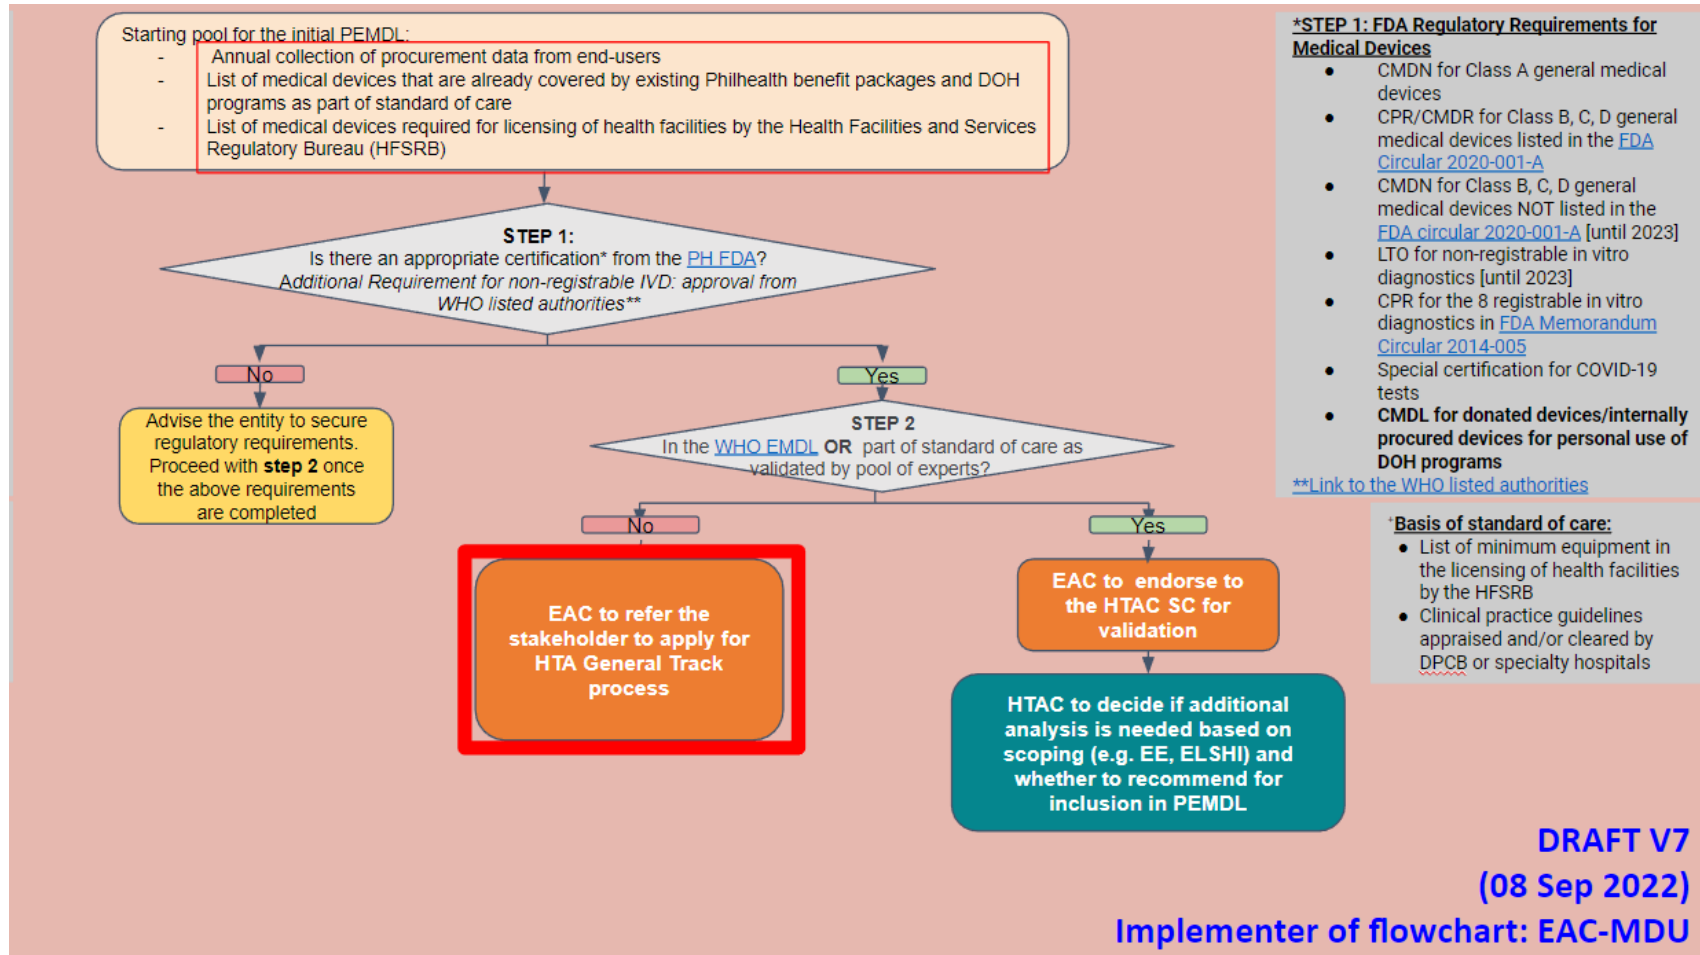 Starting pool for the initial PEMDL:
- Annual collection of procurement data from end-users
- List of medical devices that are already covered by existing Philhealth benefit packages and DOH
programs as part of standard of care
- List of medical devices required for licensing of health facilities by the Health Facilities and Services
Regulatory Bureau (HFSRB)
STEP 1:
Is there an appropriate certification* from the PH FDA?
Additional Requirement for non-registrable IVD: approval from
WHO listed authorities**
No
Yes
Advise the entity to secure
regulatory requirements.
Proceed with step 2 once
the above requirements
are completed
STEP 2
In the WHO EMDL OR part of standard of care as
validated by pool of experts?
No
Yes
EAC to refer the
stakeholder to apply for
HTA General Track
process
EAC to endorse to
the HTAC SC for
validation
HTAC to decide if additional
analysis is needed based on
scoping (e.g. EE, ELSHI) and
whether to recommend for
inclusion in PEMDL
*STEP 1: FDA Regulatory Requirements for
Medical Devices
● CMDN for Class A general medical
devices
● CPR/CMDR for Class B, C, D general
medical devices listed in the FDA
Circular 2020-001-A
● CMDN for Class B, C, D general
medical devices NOT listed in the
FDA circular 2020-001-A [until 2023]
● LTO for non-registrable in vitro
diagnostics [until 2023]
● CPR for the 8 registrable in vitro
diagnostics in FDA Memorandum
Circular 2014-005
● Special certification for COVID-19
tests
● CMDL for donated devices/internally
procured devices for personal use of
DOH programs
**Link to the WHO listed authorities
+Basis of standard of care:
● List of minimum equipment in
the licensing of health facilities
by the HFSRB
● Clinical practice guidelines
appraised and/or cleared by
DPCB or specialty hospitals
DRAFT V7
(08 Sep 2022)
Implementer of flowchart: EAC-MDU